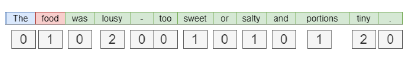 The food was lousy - too sweet or salty and portions tiny .
0 1 0 2 0 0 1 0 1 0 1 2 0